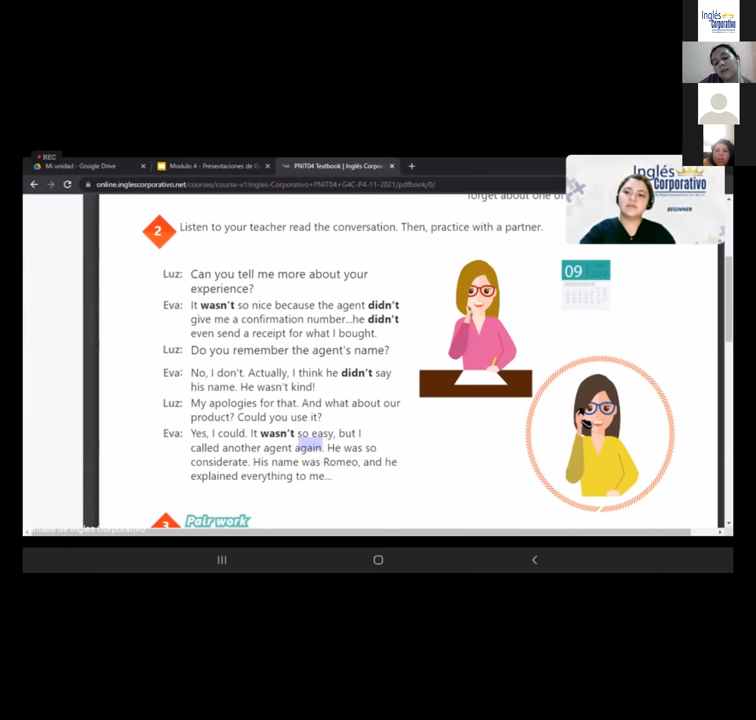 Inglés
Corporativo
REC
Mi unidad - Google Drive
Modulo 4 - Presentaciones de G
PNIT04 Textbook | Ingles Corpor
online.inglescorporativo.net/courses/course-v1:Ingles-Corporativo+PNIT04+G4C-P4-11-2021/pdfbook/0/
forget about one of
Inglés
Corporativo
BEGINNER
2 Listen to your teacher read the conversation. Then, practice with a partner.
09
Luz: Can you tell me more about your
experience?
Eva: It wasn't so nice because the agent didn't
give me a confirmation number...he didn't
even send a receipt for what I bought.
Luz: Do you remember the agent's name?
Eva: No, I don't. Actually, I think he didn't say
his name. He wasn't kind!
Luz: My apologies for that. And what about our
product? Could you use it?
Eva: Yes, I could. It wasn't so easy, but I
called another agent again. He was so
considerate. His name was Romeo, and he
explained everything to me...
3 Pair work